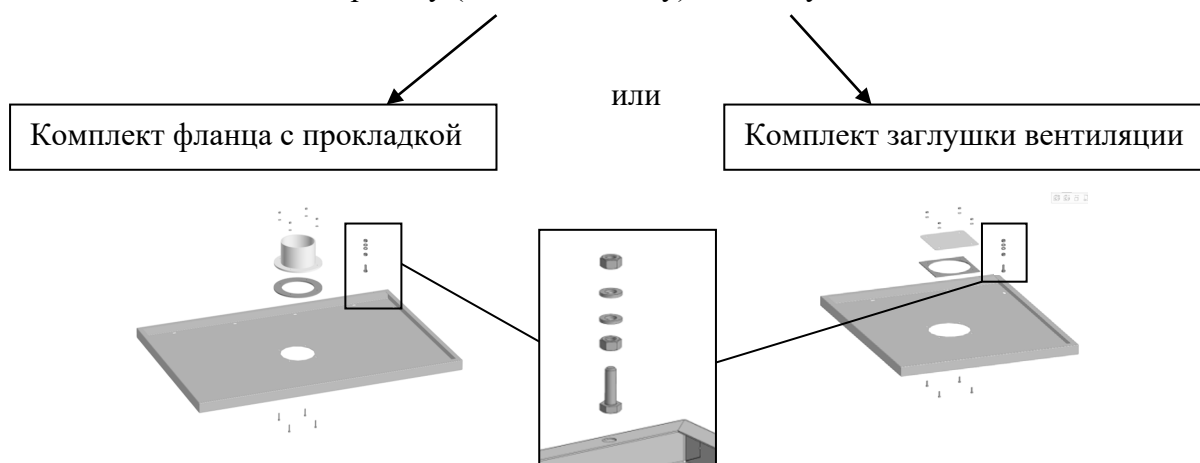 или
Комплект фланца с прокладкой
Комплект заглушки вентиляции